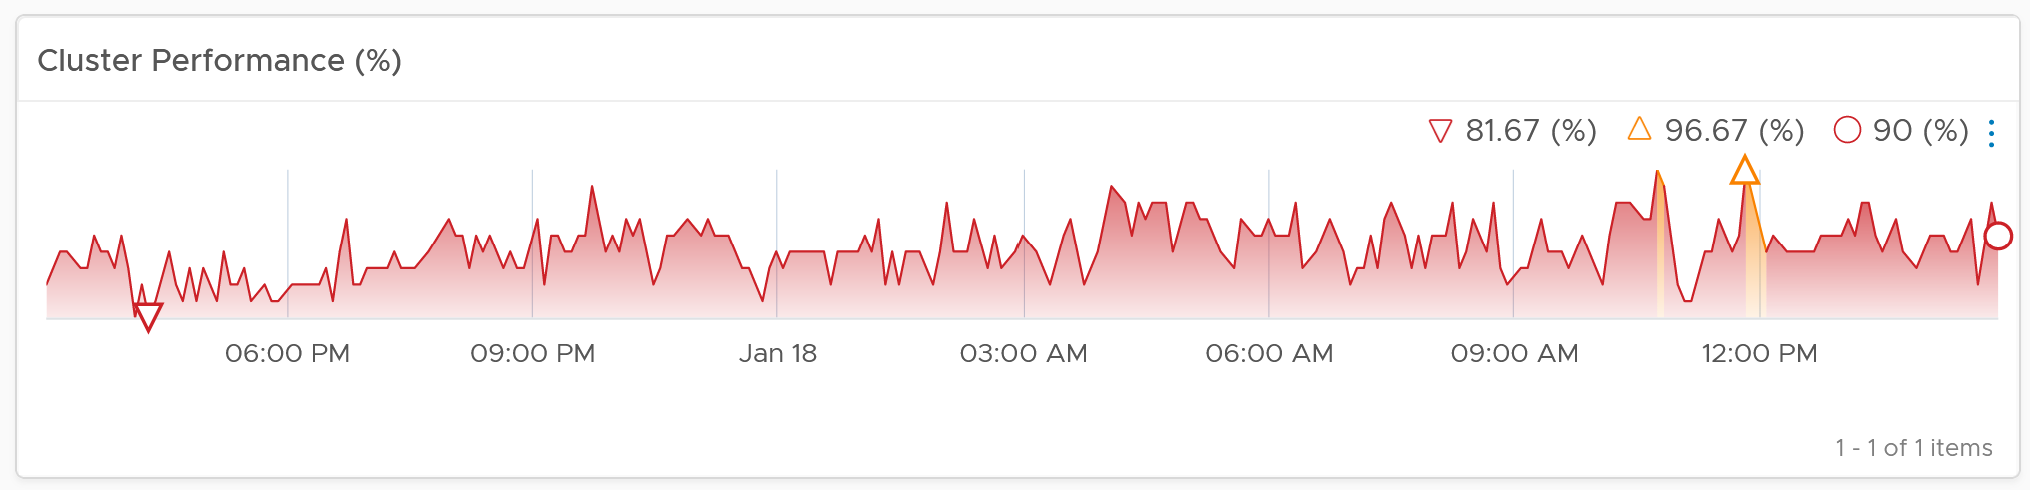 Cluster Performance (%)
81.67 (%) 96.67 (%) 90 (%)
06:00 PM 09:00 PM Jan 18 03:00 AM 06:00 AM 09:00 AM 12:00 PM
1 - 1 of 1 items